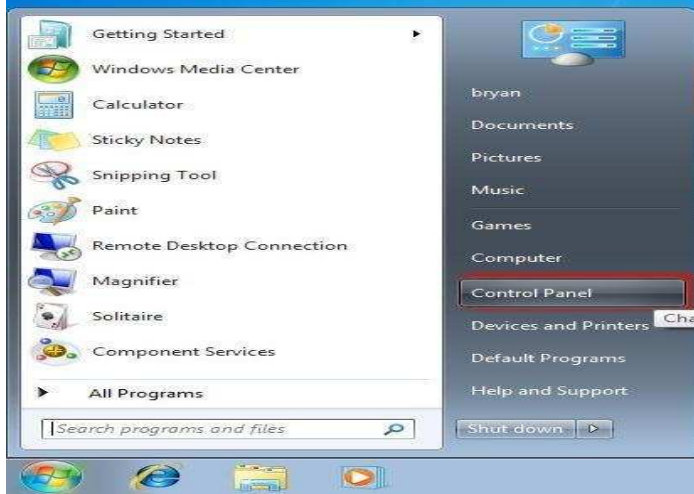 Getting Started
Windows Media Center
Calculator
Sticky Notes
Snipping Tool
Paint
Remote Desktop Connection
Magnifier
Solitaire
Component Services
All Programs
Search programs and files
bryan
Documents
Pictures
Music
Games
Computer
Control Panel
Cha
Devices and Printers
Default Programs
Help and Support
Shut down